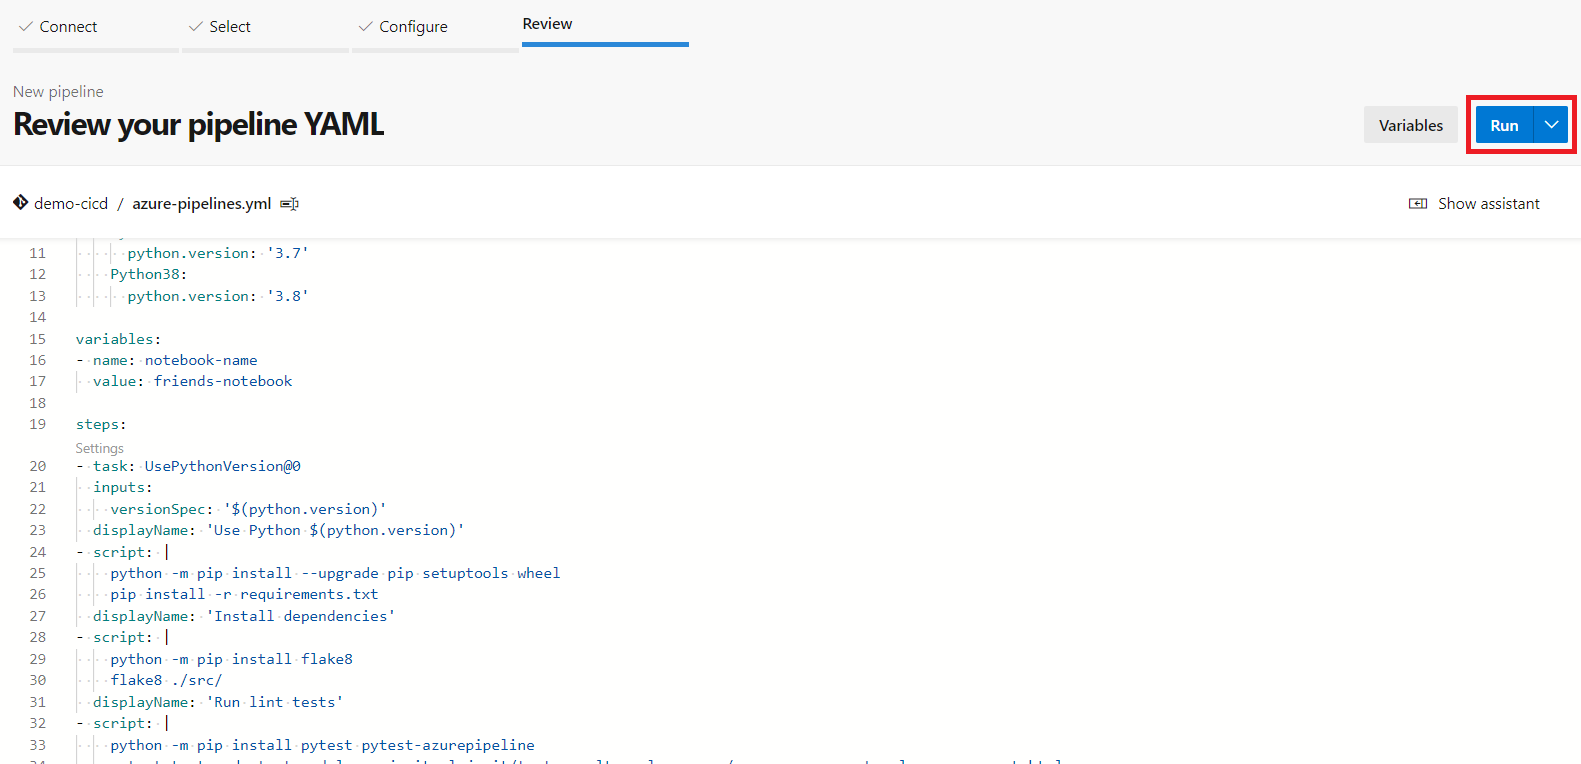 Connect Select Configure Review
New pipeline
Review your pipeline YAML
Variables Run
demo-cicd / azure-pipelines.yml Show assistant
11 python.version: '3.7'
12 Python38:
13 python.version: '3.8'
14
15 variables:
16 - name: notebook-name
17 value: friends-notebook
18
19 steps:
Settings
20 - task: UsePythonVersion@0
21 inputs:
22 versionSpec: '$(python.version)'
23 displayName: 'Use Python $(python.version)'
24 - script: |
25 python -m pip install --upgrade pip setuptools wheel
26 pip install -r requirements.txt
27 displayName: 'Install dependencies'
28 - script: |
29 python -m pip install flake8
30 flake8 ./src/
31 displayName: 'Run lint tests'
32 - script: |
33 python -m pip install pytest pytest-azurepipeline